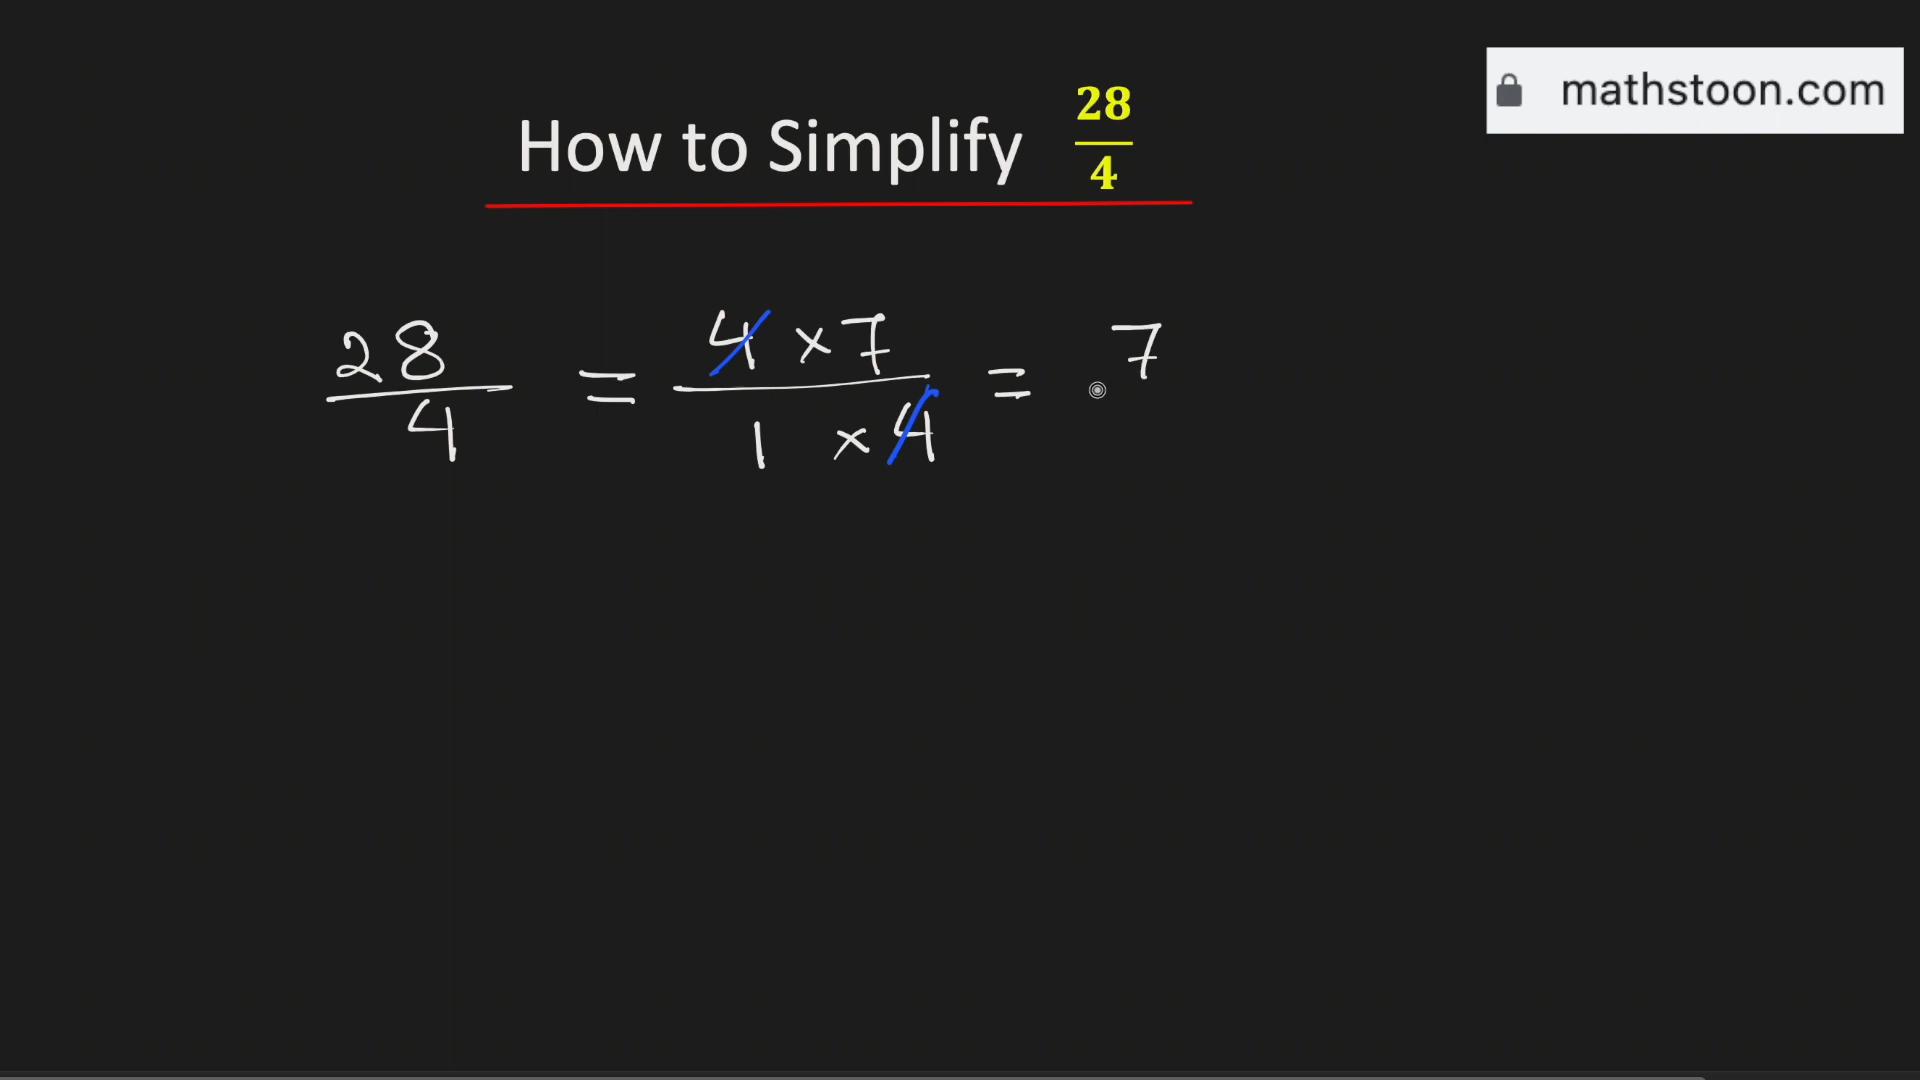 mathstoon.com
How to Simplify 28/4
28/4 = 4 × 7 / 1 × 4 = 7